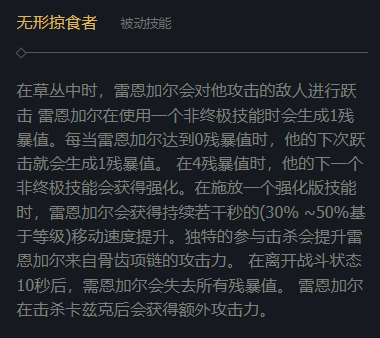 无形掠食者 被动技能
在草丛中时，雷恩加尔会对他攻击的敌人进行跃
击 雷恩加尔在使用一个非终极技能时会生成1残
暴值。每当雷恩加尔达到0残暴值时，他的下次跃
击就会生成1残暴值。 在4残暴值时，他的下一个
非终极技能会获得强化。在施放一个强化版技能
时，雷恩加尔会获得持续若干秒的(30% ~50%基
于等级)移动速度提升。独特的参与击杀会提升雷
恩加尔来自骨齿项链的攻击力。 在离开战斗状态
10秒后，需恩加尔会失去所有残暴值。 雷恩加尔
在击杀卡兹克后会获得额外攻击力。